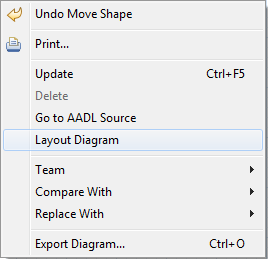 Undo Move Shape
Print...
Update Ctrl+F5
Delete
Go to AADL Source
Layout Diagram
Team
Compare With
Replace With
Export Diagram... Ctrl+O